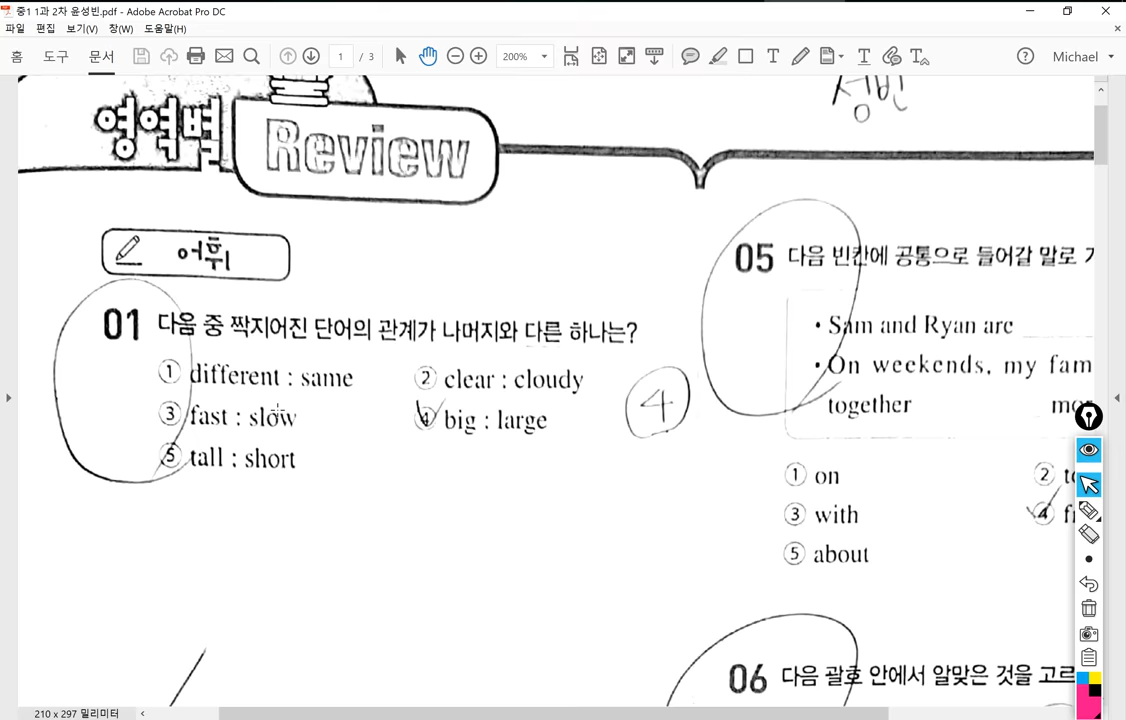 중1 1과 2차 윤성빈.pdf - Adobe Acrobat Pro DC
파일 편집 보기(V) 창(W) 도움말(H)
홈 도구 문서 1 / 3 200% Michael
성빈
영역별 Review
어휘
01 다음 중 짝지어진 단어의 관계가 나머지와 다른 하나는?
① different : same ② clear : cloudy
③ fast : slow ④ big : large
⑤ tall : short
4
05 다음 빈칸에 공통으로 들어갈 말로
• Sam and Ryan are
• On weekends, my fam
together
① on ②
③ with ④
⑤ about
06 다음 괄호 안에서 알맞은 것을 고르
210 x 297 밀리미터